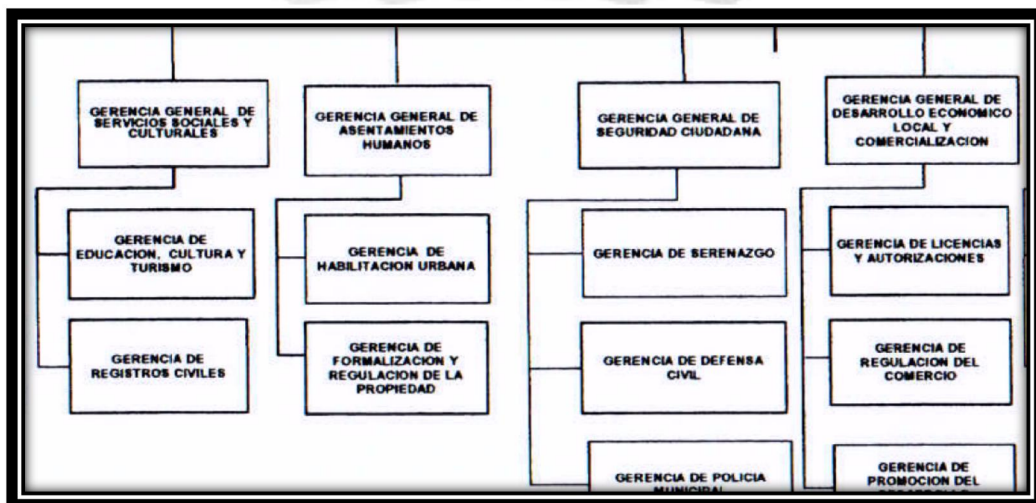 GERENCIA GENERAL DE
SERVICIOS SOCIALES Y
CULTURALES
GERENCIA DE
EDUCACION, CULTURA Y
TURISMO
GERENCIA DE
REGISTROS CIVILES
GERENCIA GENERAL DE
ASENTAMIENTOS
HUMANOS
GERENCIA DE
HABILITACION URBANA
GERENCIA DE
FORMALIZACION Y
REGULACION DE LA
PROPIEDAD
GERENCIA GENERAL DE
SEGURIDAD CIUDADANA
GERENCIA DE SERENAZGO
GERENCIA DE DEFENSA
CIVIL
GERENCIA DE POLICIA
MUNICIPAL
GERENCIA GENERAL DE
DESARROLLO ECONOMICO
LOCAL Y
COMERCIALIZACION
GERENCIA DE LICENCIAS
Y AUTORIZACIONES
GERENCIA DE
REGULACION DEL
COMERCIO
GERENCIA DE
PROMOCION DEL